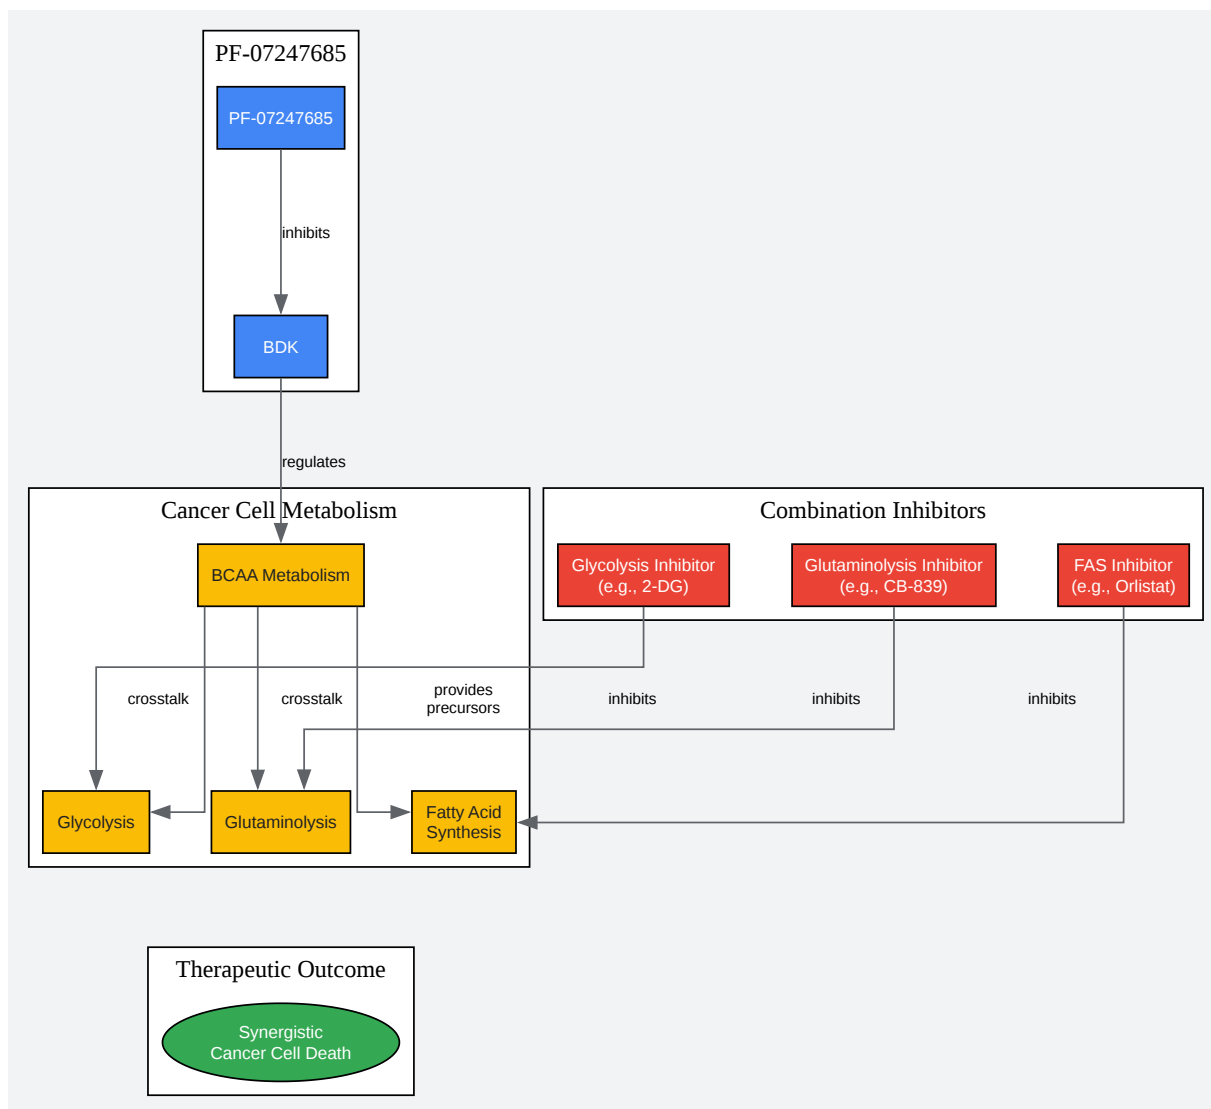 PF-07247685
PF-07247685
inhibits
BDK
regulates
Cancer Cell Metabolism
Combination Inhibitors
BCAA Metabolism
Glycolysis Inhibitor
(e.g., 2-DG)
Glutaminolysis Inhibitor
(e.g., CB-839)
FAS Inhibitor
(e.g., Orlistat)
crosstalk
crosstalk
provides
precursors
inhibits
inhibits
inhibits
Glycolysis
Glutaminolysis
Fatty Acid
Synthesis
Therapeutic Outcome
Synergistic
Cancer Cell Death